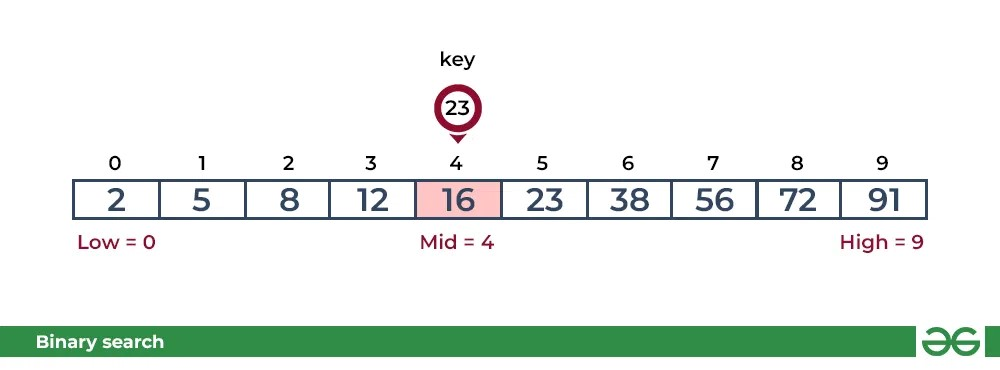 key
23
0 1 2 3 4 5 6 7 8 9
2 5 8 12 16 23 38 56 72 91
Low = 0 Mid = 4 High = 9
Binary search